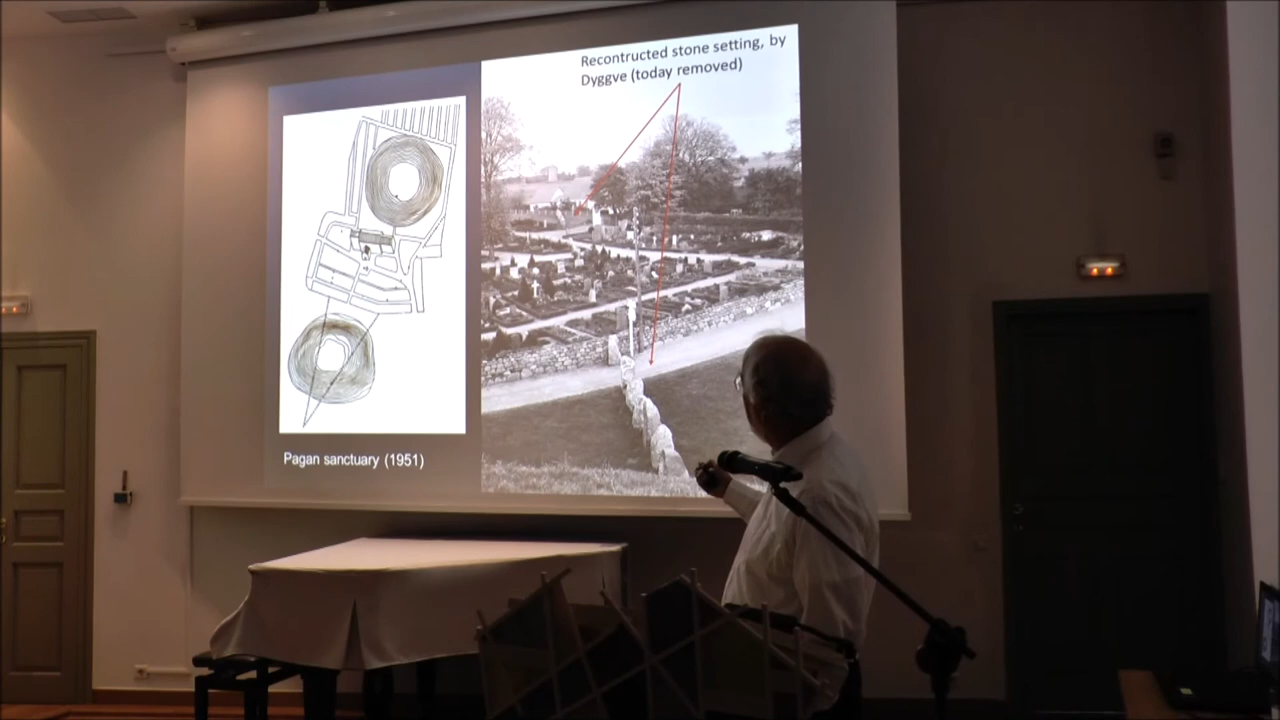 Recontructed stone setting, by
Dyggve (today removed)
Pagan sanctuary (1951)